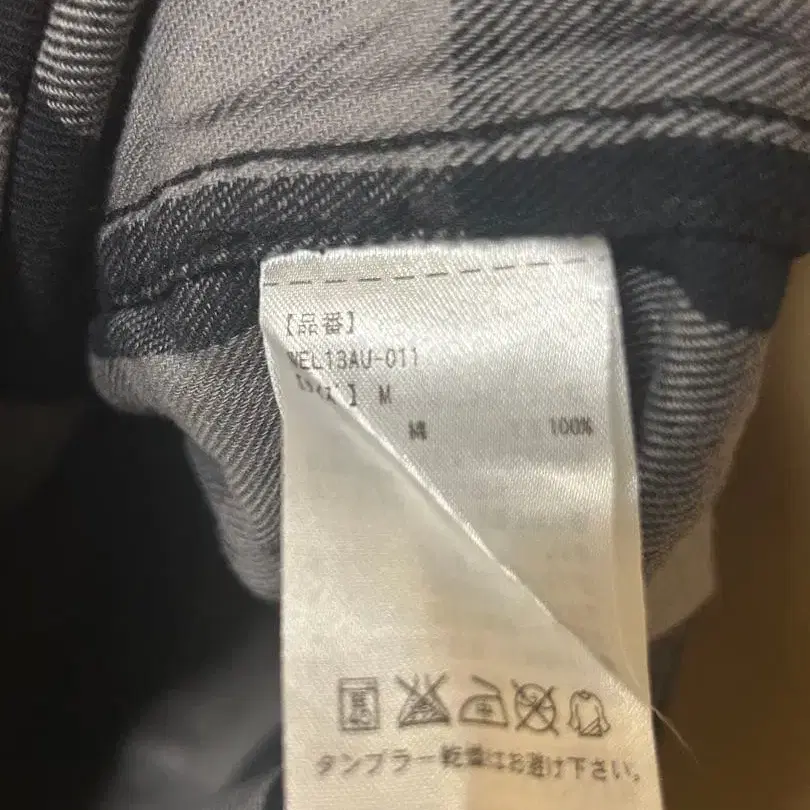 【品番】
WEL13AU-011
】 M
綿 100%
タンブラー乾燥はお避け下さい。